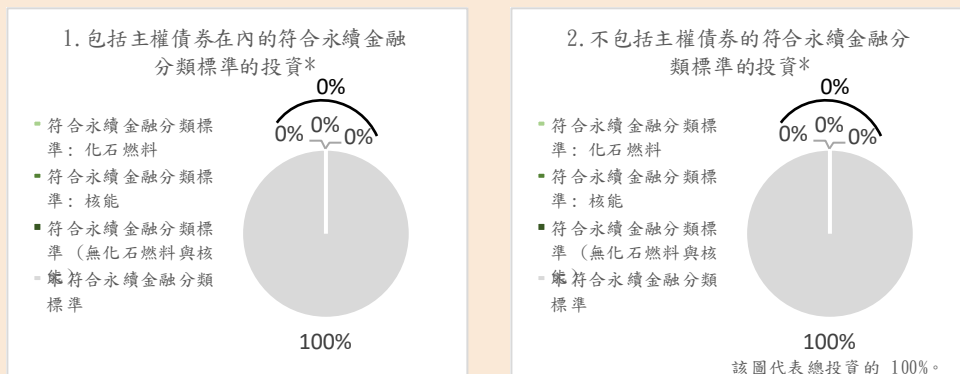 1.包括主權債券在內的符合永續金融
分類標準的投資*
0%
0% 0% 0%
符合永續金融分類標
準：化石燃料
符合永續金融分類標
準：核能
符合永續金融分類標
準（無化石燃料與核
能）
未符合永續金融分類
標準
100%
2.不包括主權債券的符合永續金融分
類標準的投資*
0%
0% 0% 0%
符合永續金融分類標
準：化石燃料
符合永續金融分類標
準：核能
符合永續金融分類標
準（無化石燃料與核
能）
未符合永續金融分類
標準
100%
該圖代表總投資的 100%。